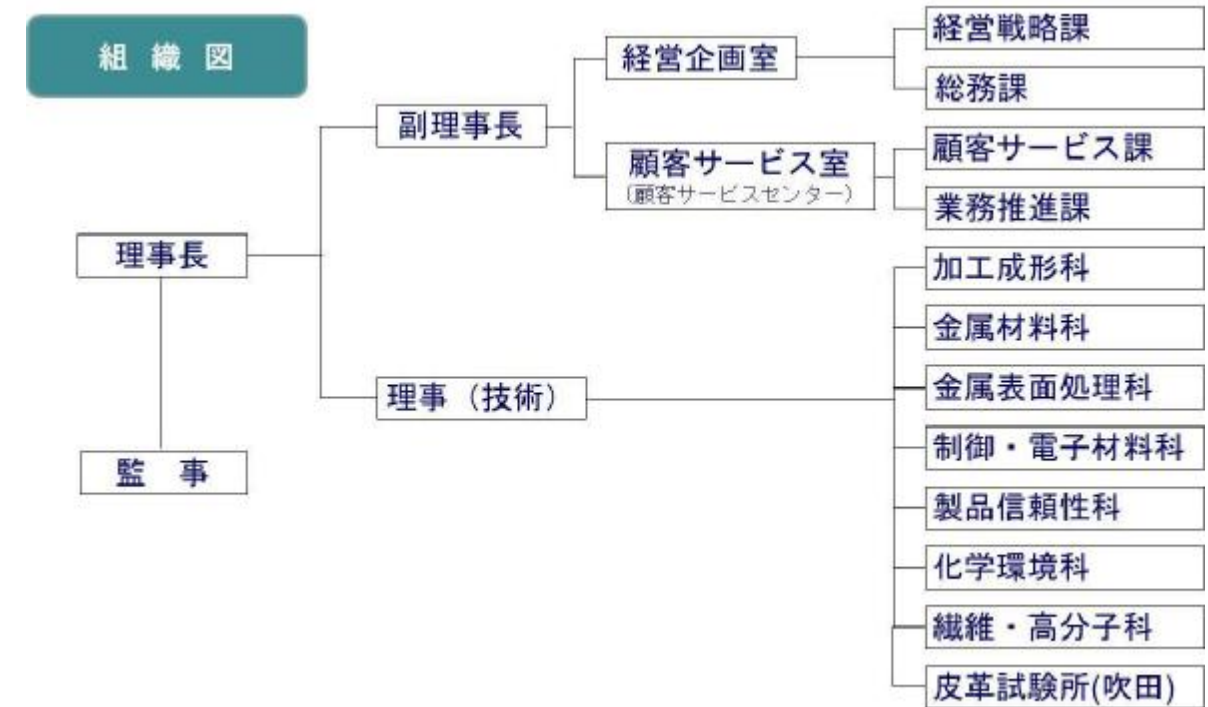 組 織 図
理事長
監 事
副理事長
経営企画室
経営戦略課
総務課
顧客サービス室
(顧客サービスセンター)
顧客サービス課
業務推進課
理事 (技術)
加工成形科
金属材料科
金属表面処理科
制御・電子材料科
製品信頼性科
化学環境科
繊維・高分子科
皮革試験所(吹田)